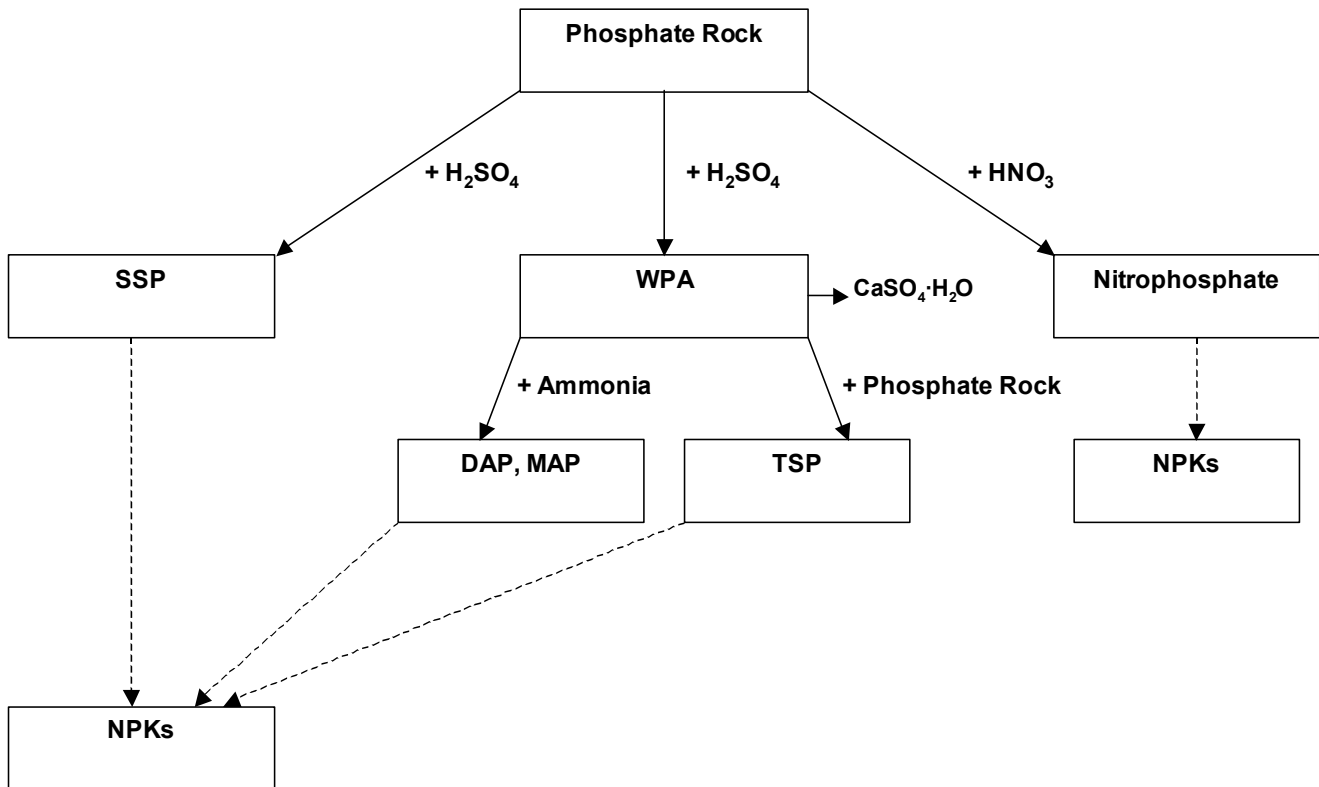 Phosphate Rock
+ H₂SO₄
+ H₂SO₄
+ HNO₃
SSP
WPA
CaSO₄·H₂O
Nitrophosphate
+ Ammonia
+ Phosphate Rock
DAP, MAP
TSP
NPKs
NPKs